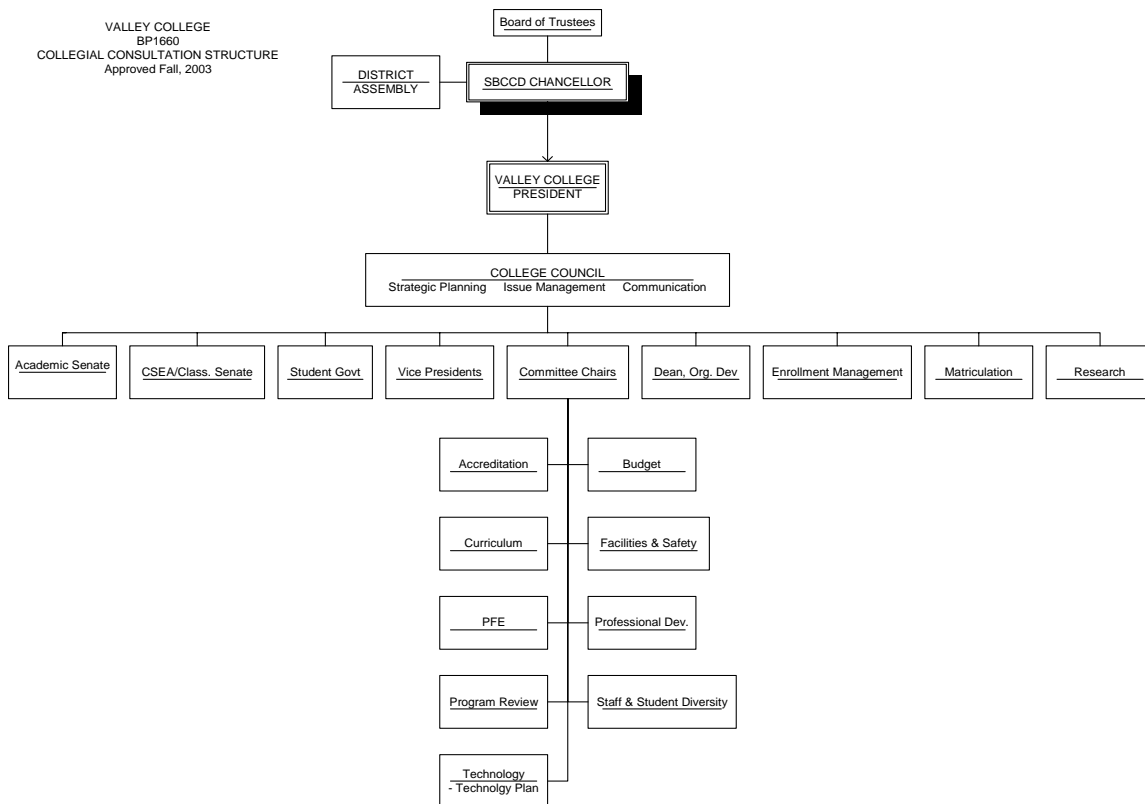 VALLEY COLLEGE
BP1660
COLLEGIAL CONSULTATION STRUCTURE
Approved Fall, 2003
Board of Trustees
DISTRICT
ASSEMBLY
SBCCD CHANCELLOR
VALLEY COLLEGE
PRESIDENT
COLLEGE COUNCIL
Strategic Planning Issue Management Communication
Academic Senate
CSEA/Class. Senate
Student Govt
Vice Presidents
Committee Chairs
Dean, Org. Dev
Enrollment Management
Matriculation
Research
Accreditation
Budget
Curriculum
Facilities & Safety
PFE
Professional Dev.
Program Review
Staff & Student Diversity
Technology
- Technolgy Plan